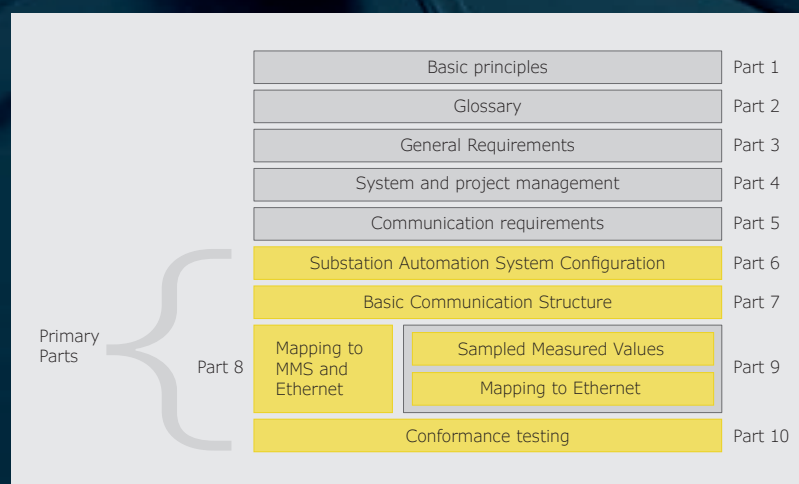 Basic principles Part 1
Glossary Part 2
General Requirements Part 3
System and project management Part 4
Communication requirements Part 5
Substation Automation System Configuration Part 6
Basic Communication Structure Part 7
Primary
Parts
Part 8
Mapping to
MMS and
Ethernet
Sampled Measured Values
Mapping to Ethernet
Part 9
Conformance testing Part 10